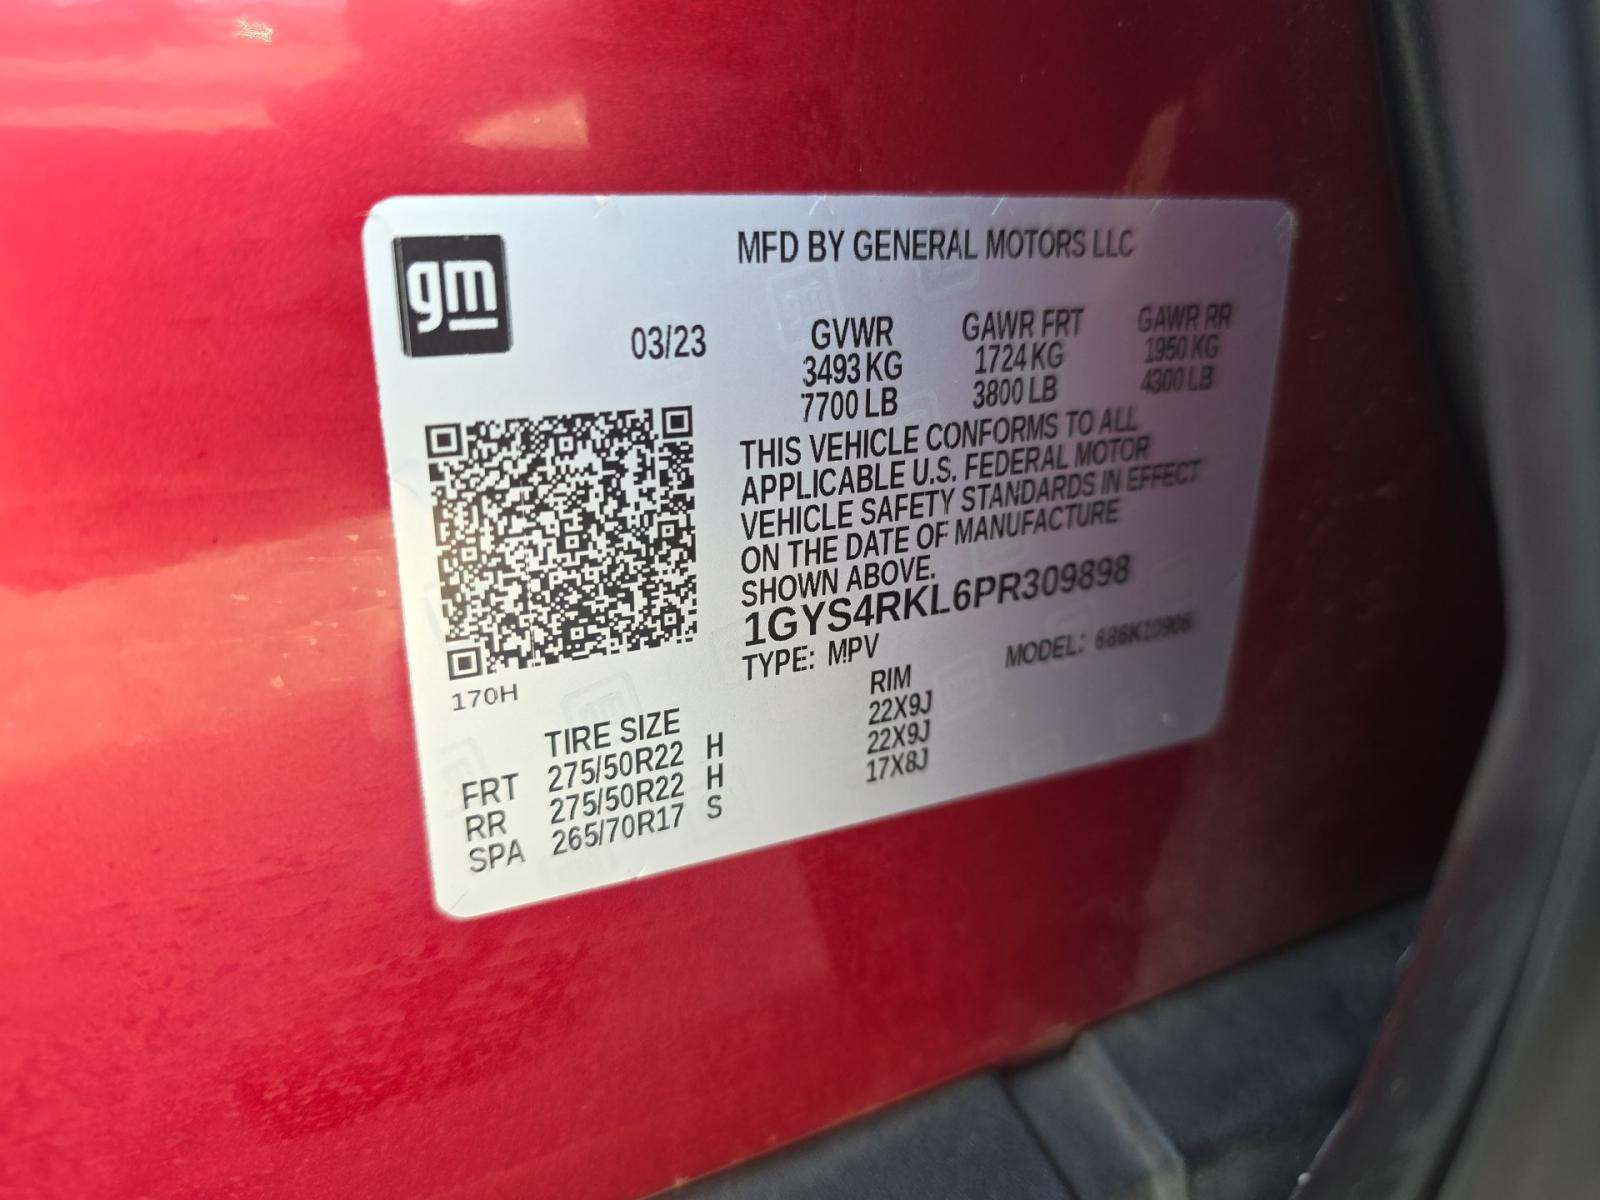 gm
MFD BY GENERAL MOTORS LLC
03/23
GVWR GAWR FRT GAWR RR
3493 KG 1724 KG 1950 KG
7700 LB 3800 LB 4300 LB
THIS VEHICLE CONFORMS TO ALL
APPLICABLE U.S. FEDERAL MOTOR
VEHICLE SAFETY STANDARDS IN EFFECT
ON THE DATE OF MANUFACTURE
SHOWN ABOVE.
1GYS4RKL6PR309898
TYPE: MPV MODEL:
170H
TIRE SIZE RIM
FRT 275/50R22 H 22X9J
RR 275/50R22 H 22X9J
SPA 265/70R17 S 17X8J